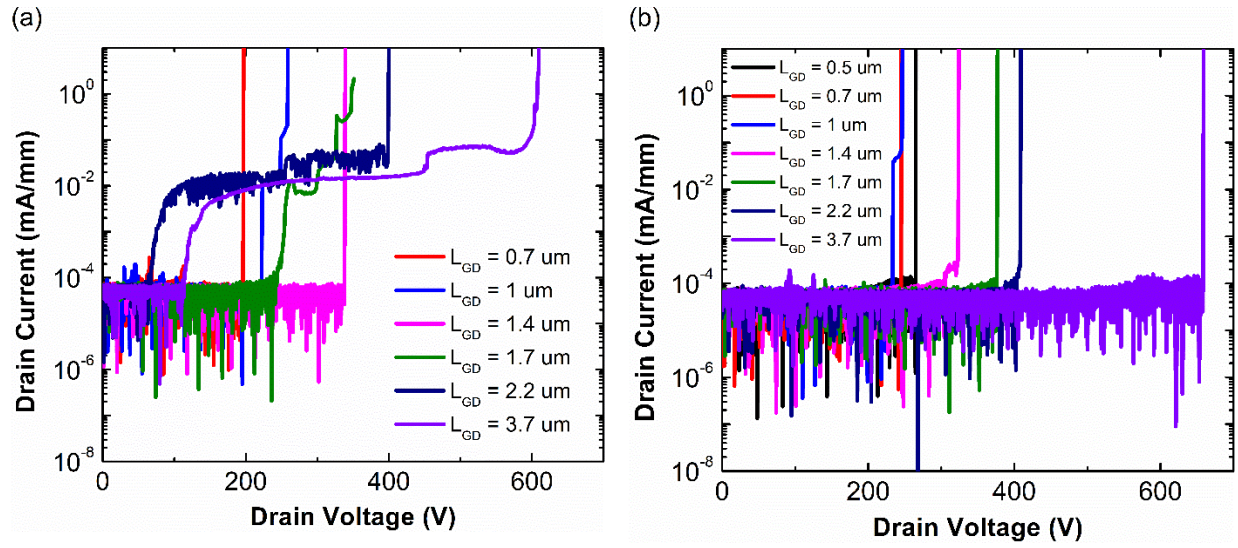 (a)
Drain Current (mA/mm)
10⁰
10⁻²
10⁻⁴
10⁻⁶
10⁻⁸
L_GD = 0.7 um
L_GD = 1 um
L_GD = 1.4 um
L_GD = 1.7 um
L_GD = 2.2 um
L_GD = 3.7 um
0 200 400 600
Drain Voltage (V)
(b)
Drain Current (mA/mm)
10⁰
10⁻²
10⁻⁴
10⁻⁶
10⁻⁸
L_GD = 0.5 um
L_GD = 0.7 um
L_GD = 1 um
L_GD = 1.4 um
L_GD = 1.7 um
L_GD = 2.2 um
L_GD = 3.7 um
0 200 400 600
Drain Voltage (V)